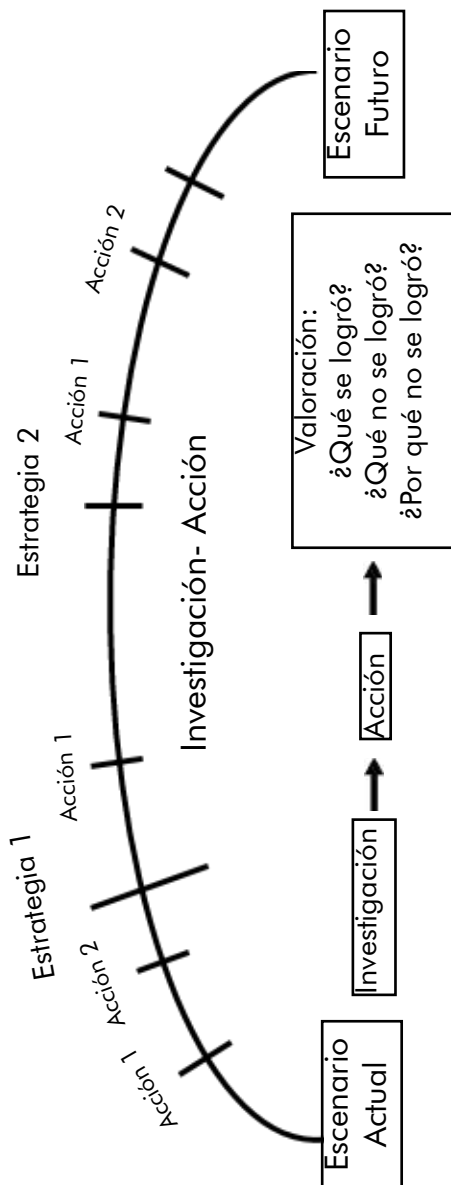 Estrategia 1
Estrategia 2
Acción 1
Acción 2
Acción 1
Acción 1
Acción 2
Investigación- Acción
Escenario
Actual
Investigación
Acción
Valoración:
¿Qué se logró?
¿Qué no se logró?
¿Por qué no se logró?
Escenario
Futuro